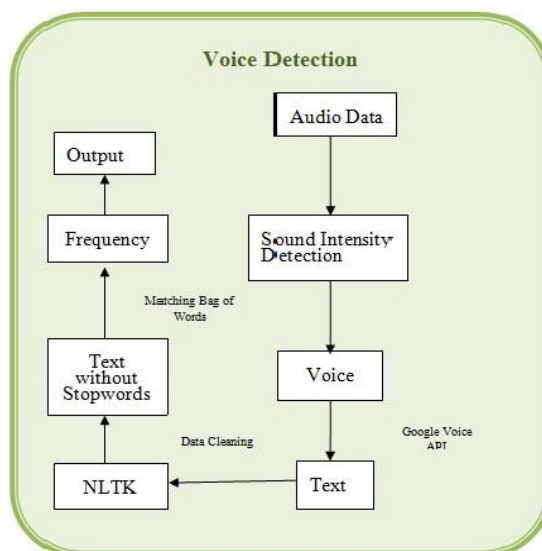 Voice Detection
Audio Data
Sound Intensity
Detection
Voice
Google Voice
API
Text
Data Cleaning
NLTK
Text
without
Stopwords
Matching Bag of
Words
Frequency
Output